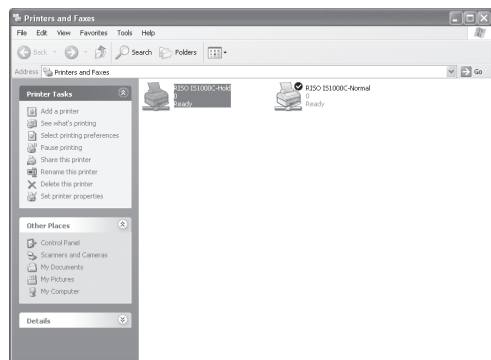 Printers and Faxes
File Edit View Favorites Tools Help
Back Search Folders
Address Printers and Faxes Go
Printer Tasks
Add a printer
See what's printing
Select printing preferences
Pause printing
Share this printer
Rename this printer
Delete this printer
Set printer properties
Other Places
Control Panel
Scanners and Cameras
My Documents
My Pictures
My Computer
Details
RISO IS1000C-Hold
0
Ready
RISO IS1000C-Normal
0
Ready